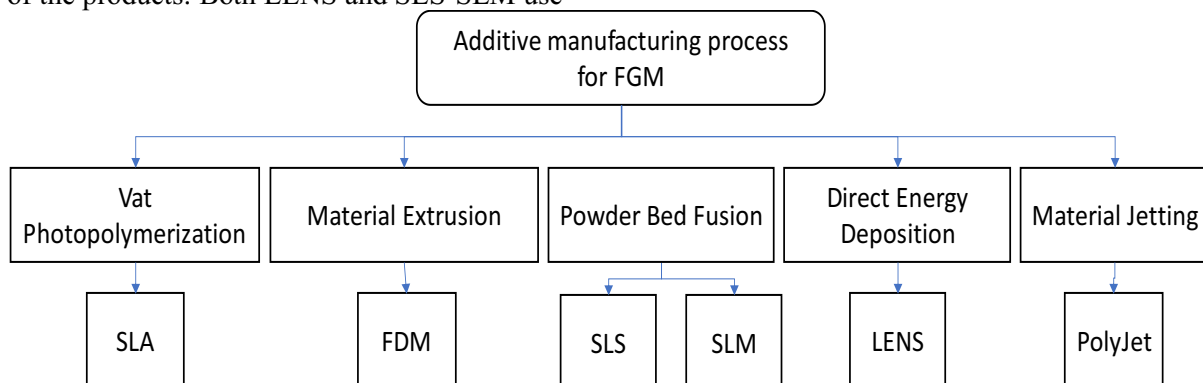 of the products. Both LENS and SLS-SLM use
Additive manufacturing process
for FGM
Vat
Photopolymerization
Material Extrusion
Powder Bed Fusion
Direct Energy
Deposition
Material Jetting
SLA
FDM
SLS
SLM
LENS
PolyJet